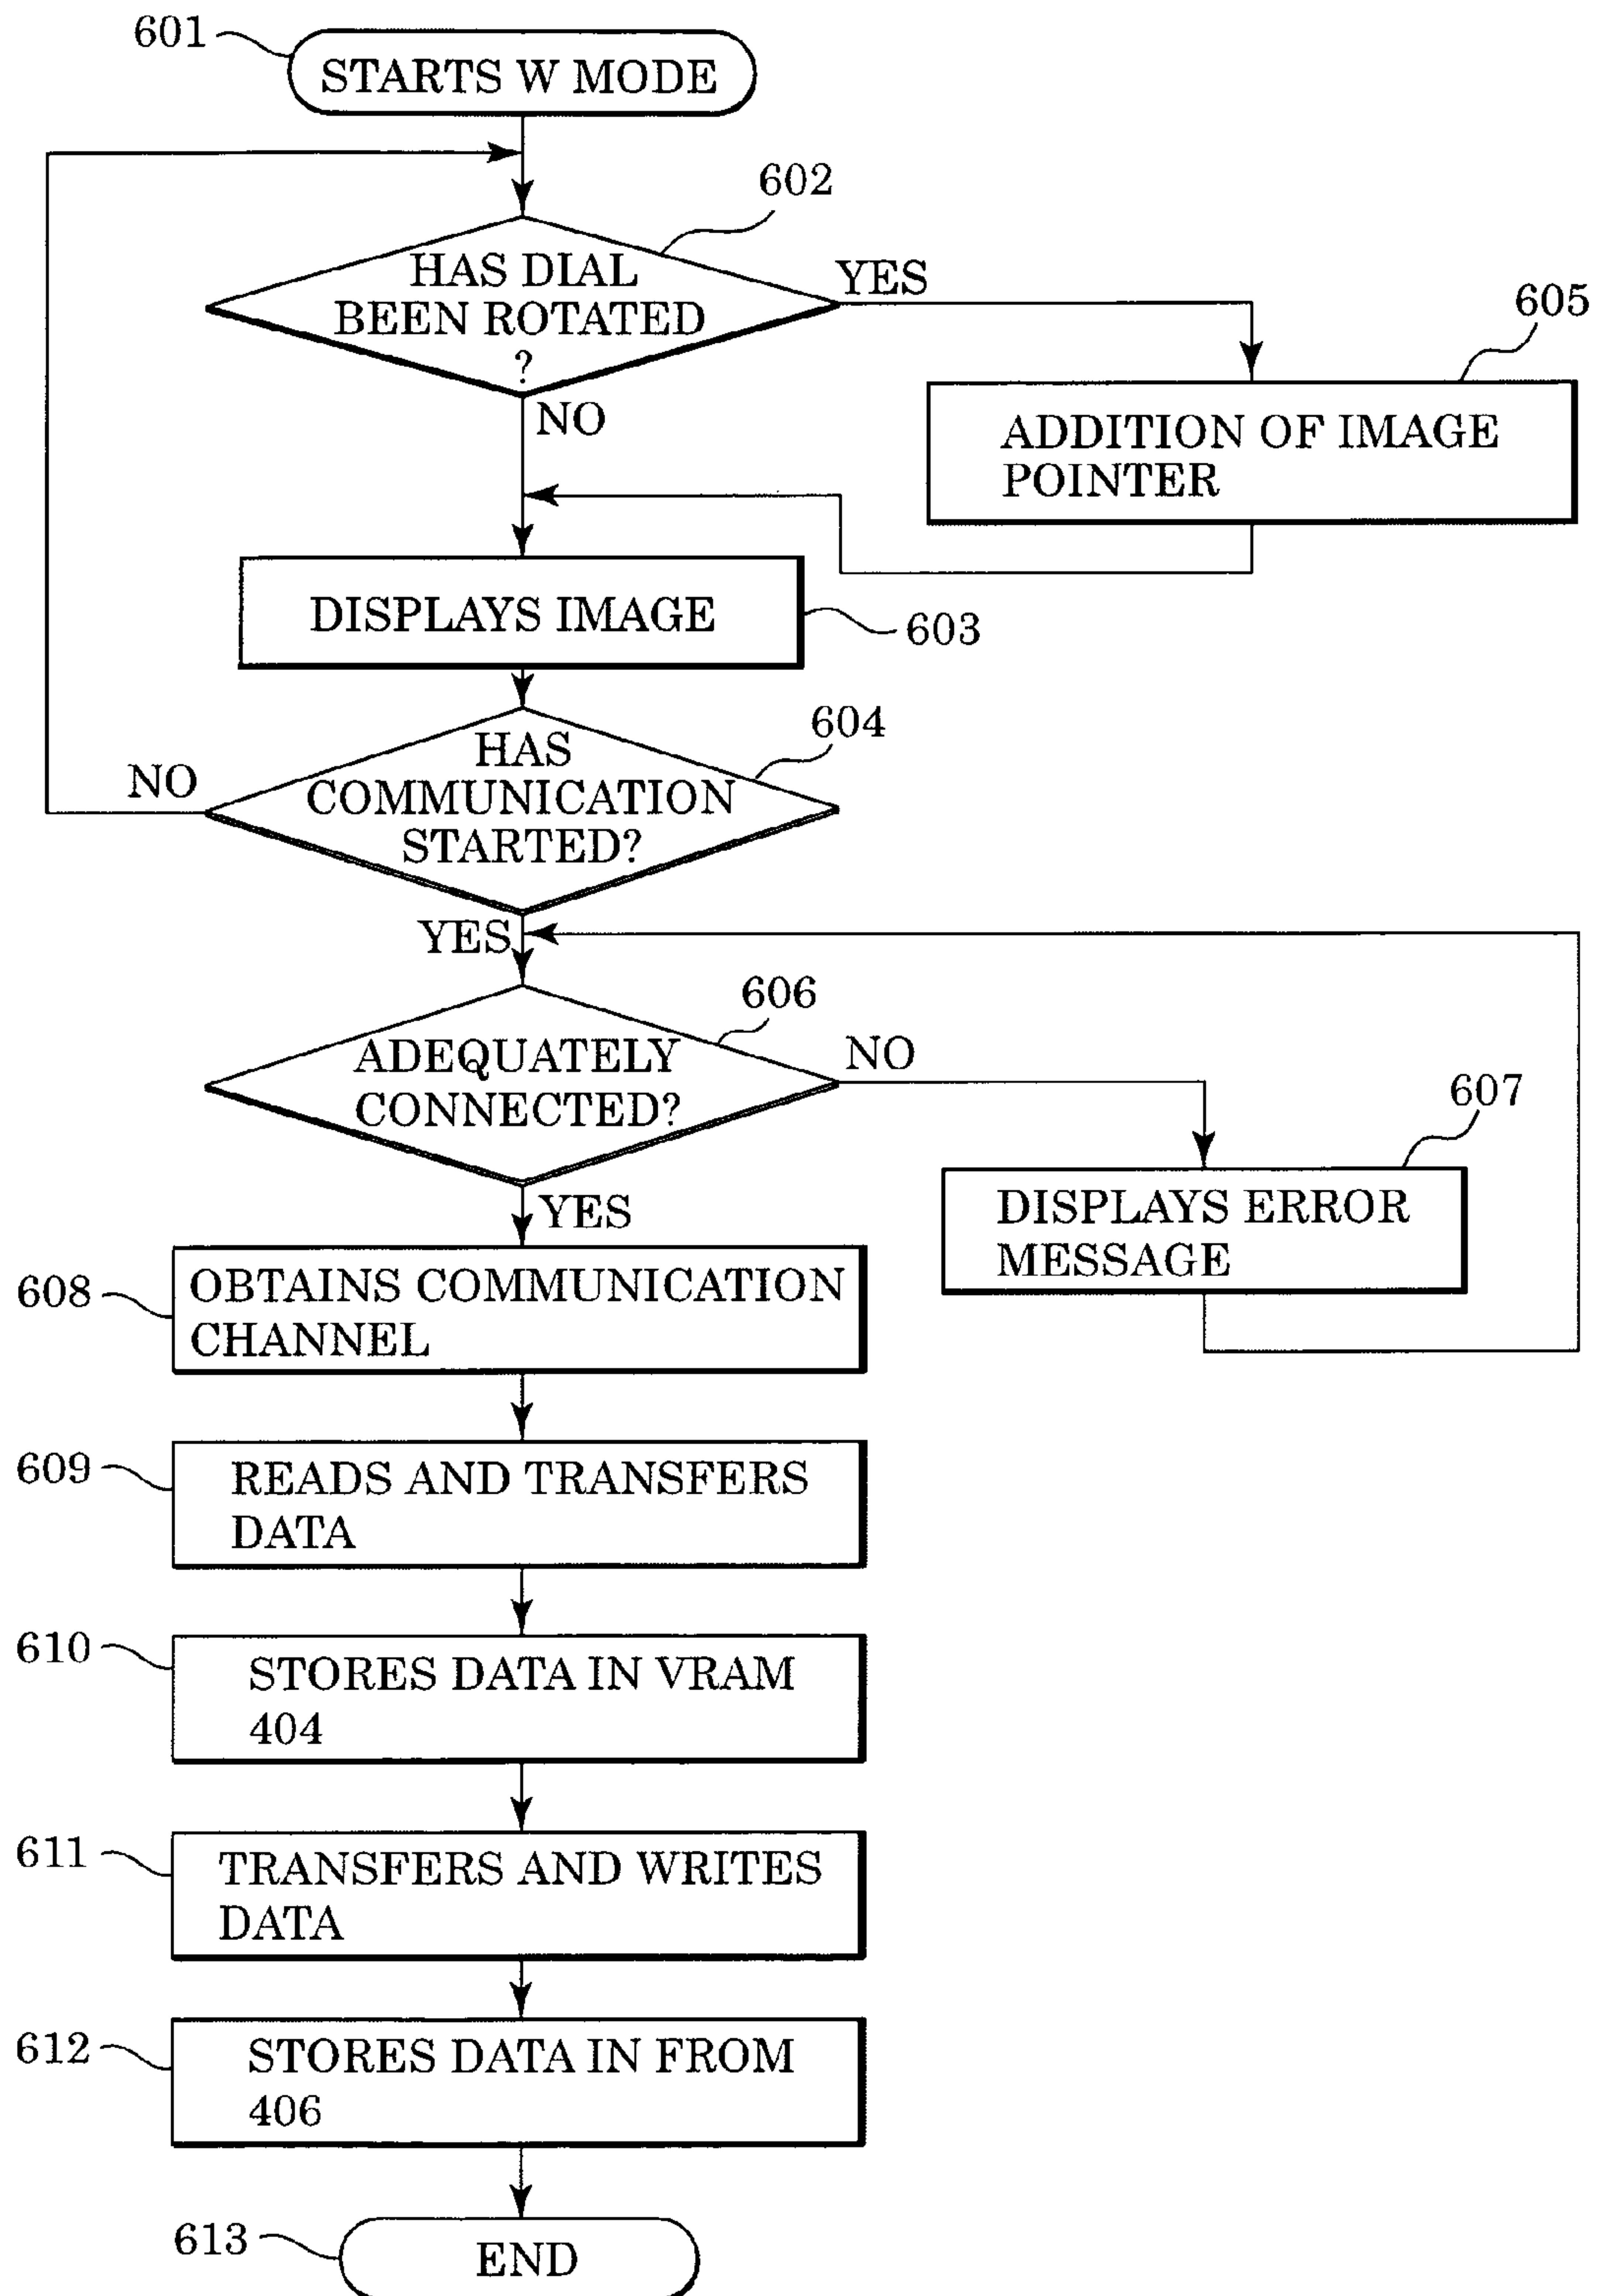 601
STARTS W MODE
602
HAS DIAL
BEEN ROTATED
?
YES
NO
605
ADDITION OF IMAGE
POINTER
DISPLAYS IMAGE
603
604
HAS
COMMUNICATION
STARTED?
NO
YES
606
ADEQUATELY
CONNECTED?
NO
YES
607
DISPLAYS ERROR
MESSAGE
608
OBTAINS COMMUNICATION
CHANNEL
609
READS AND TRANSFERS
DATA
610
STORES DATA IN VRAM
404
611
TRANSFERS AND WRITES
DATA
612
STORES DATA IN FROM
406
613
END